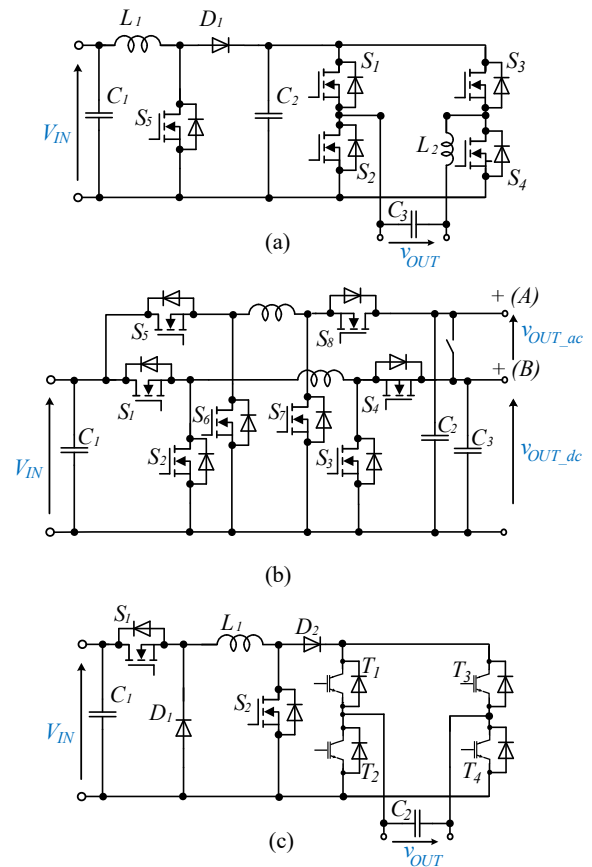 L1 D1 S1 S3
C1 S5 C2
VIN S2 L2 S4
C3
(a) vOUT
+ (A)
S5 S8 vOUT_ac
+ (B)
S1 S6 S7 S4
C1 C2 C3
VIN S2 S3 vOUT_dc
(b)
S1 L1 D2
T1 T3
C1 S2
VIN D1
T2 T4
C2
(c) vOUT